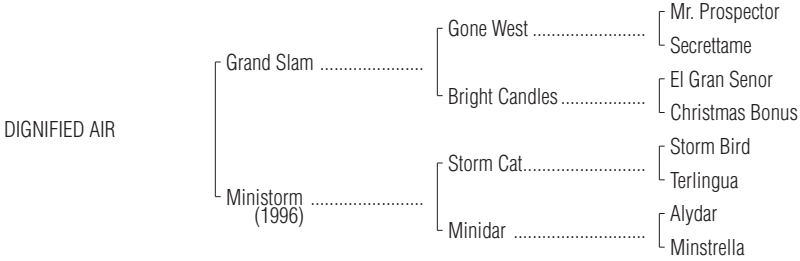 Mr. Prospector
Gone West ........................
Secrettame
Grand Slam ......................
El Gran Senor
Bright Candles ..................
Christmas Bonus
DIGNIFIED AIR
Storm Bird
Storm Cat..........................
Terlingua
Ministorm ........................
(1996)
Alydar
Minidar ............................
Minstrella